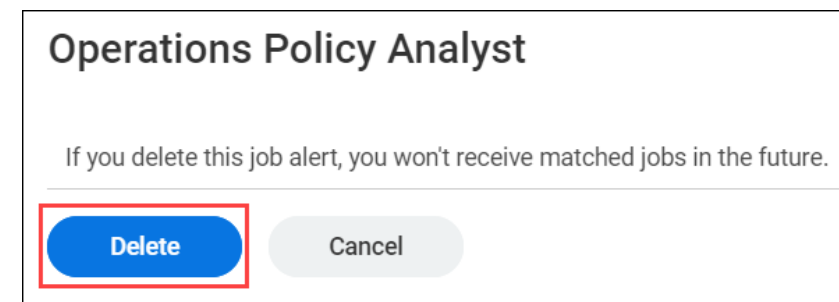 Operations Policy Analyst
If you delete this job alert, you won't receive matched jobs in the future.
Delete Cancel